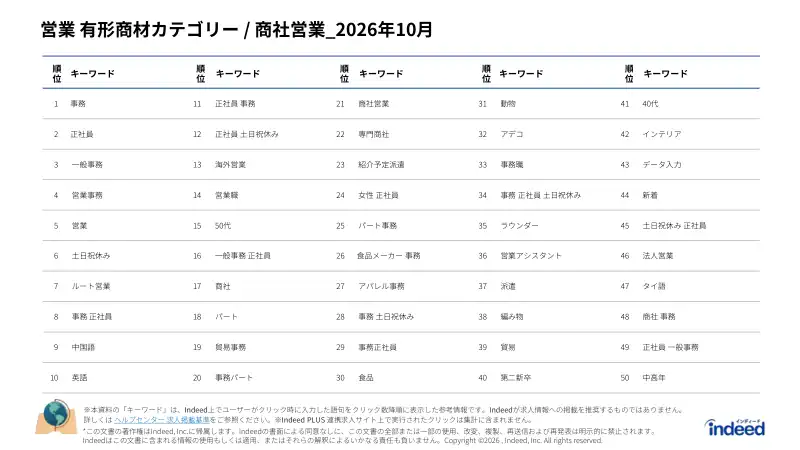 営業 有形商材カテゴリー / 商社営業_2026年10月
順位 キーワード 順位 キーワード 順位 キーワード 順位 キーワード 順位 キーワード
1 事務 11 正社員 事務 21 商社営業 31 動物 41 40代
2 正社員 12 正社員 土日祝休み 22 専門商社 32 アデコ 42 インテリア
3 一般事務 13 海外営業 23 紹介予定派遣 33 事務職 43 データ入力
4 営業事務 14 営業職 24 女性 正社員 34 事務 正社員 土日祝休み 44 新着
5 営業 15 50代 25 パート事務 35 ラウンダー 45 土日祝休み 正社員
6 土日祝休み 16 一般事務 正社員 26 食品メーカー 事務 36 営業アシスタント 46 法人営業
7 ルート営業 17 商社 27 アパレル事務 37 派遣 47 タイ語
8 事務 正社員 18 パート 28 事務 土日祝休み 38 編み物 48 商社 事務
9 中国語 19 貿易事務 29 事務正社員 39 貿易 49 正社員 一般事務
10 英語 20 事務パート 30 食品 40 第二新卒 50 中高年
※本資料の「キーワード」は、Indeed上でユーザーがクリック時に入力した語句をクリック数降順に表示した参考情報です。Indeedが求人情報への掲載を推奨するものではありません。
詳しくは ヘルプセンター 求人掲載基準をご参照ください。※Indeed PLUS 連携求人サイト上で実行されたクリックは集計に含まれません。
*この文書の著作権はIndeed, Inc.に帰属します。Indeedの書面による同意なしに、この文書の全部または一部の使用、改変、複製、再送信および再発表は明示的に禁止されます。
Indeedはこの文書に含まれる情報の使用もしくは適用、またはそれらの解釈によるいかなる責任も負いません。Copyright ©2026 , Indeed, Inc. All rights reserved.
インディード
indeed